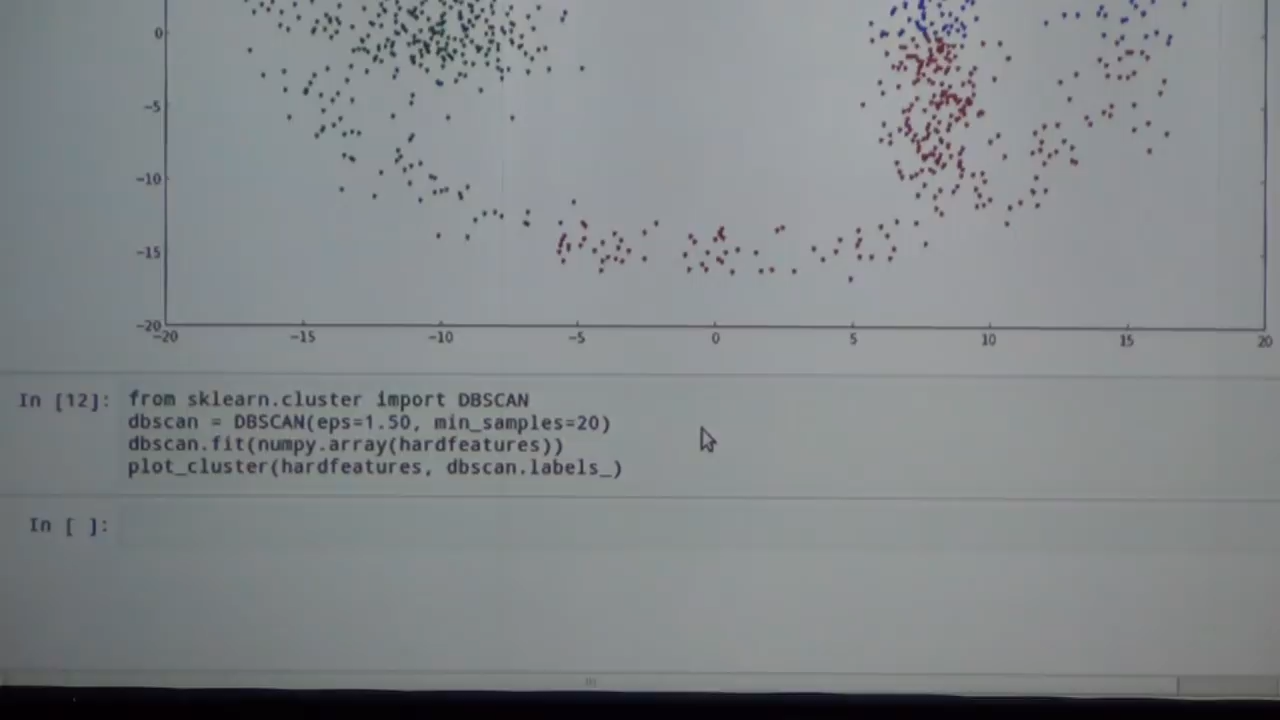 0
−5
−10
−15
−20
−20 −15 −10 −5 0 5 10 15 20
In [12]: from sklearn.cluster import DBSCAN
dbscan = DBSCAN(eps=1.50, min_samples=20)
dbscan.fit(numpy.array(hardfeatures))
plot_cluster(hardfeatures, dbscan.labels_)
In [ ]: